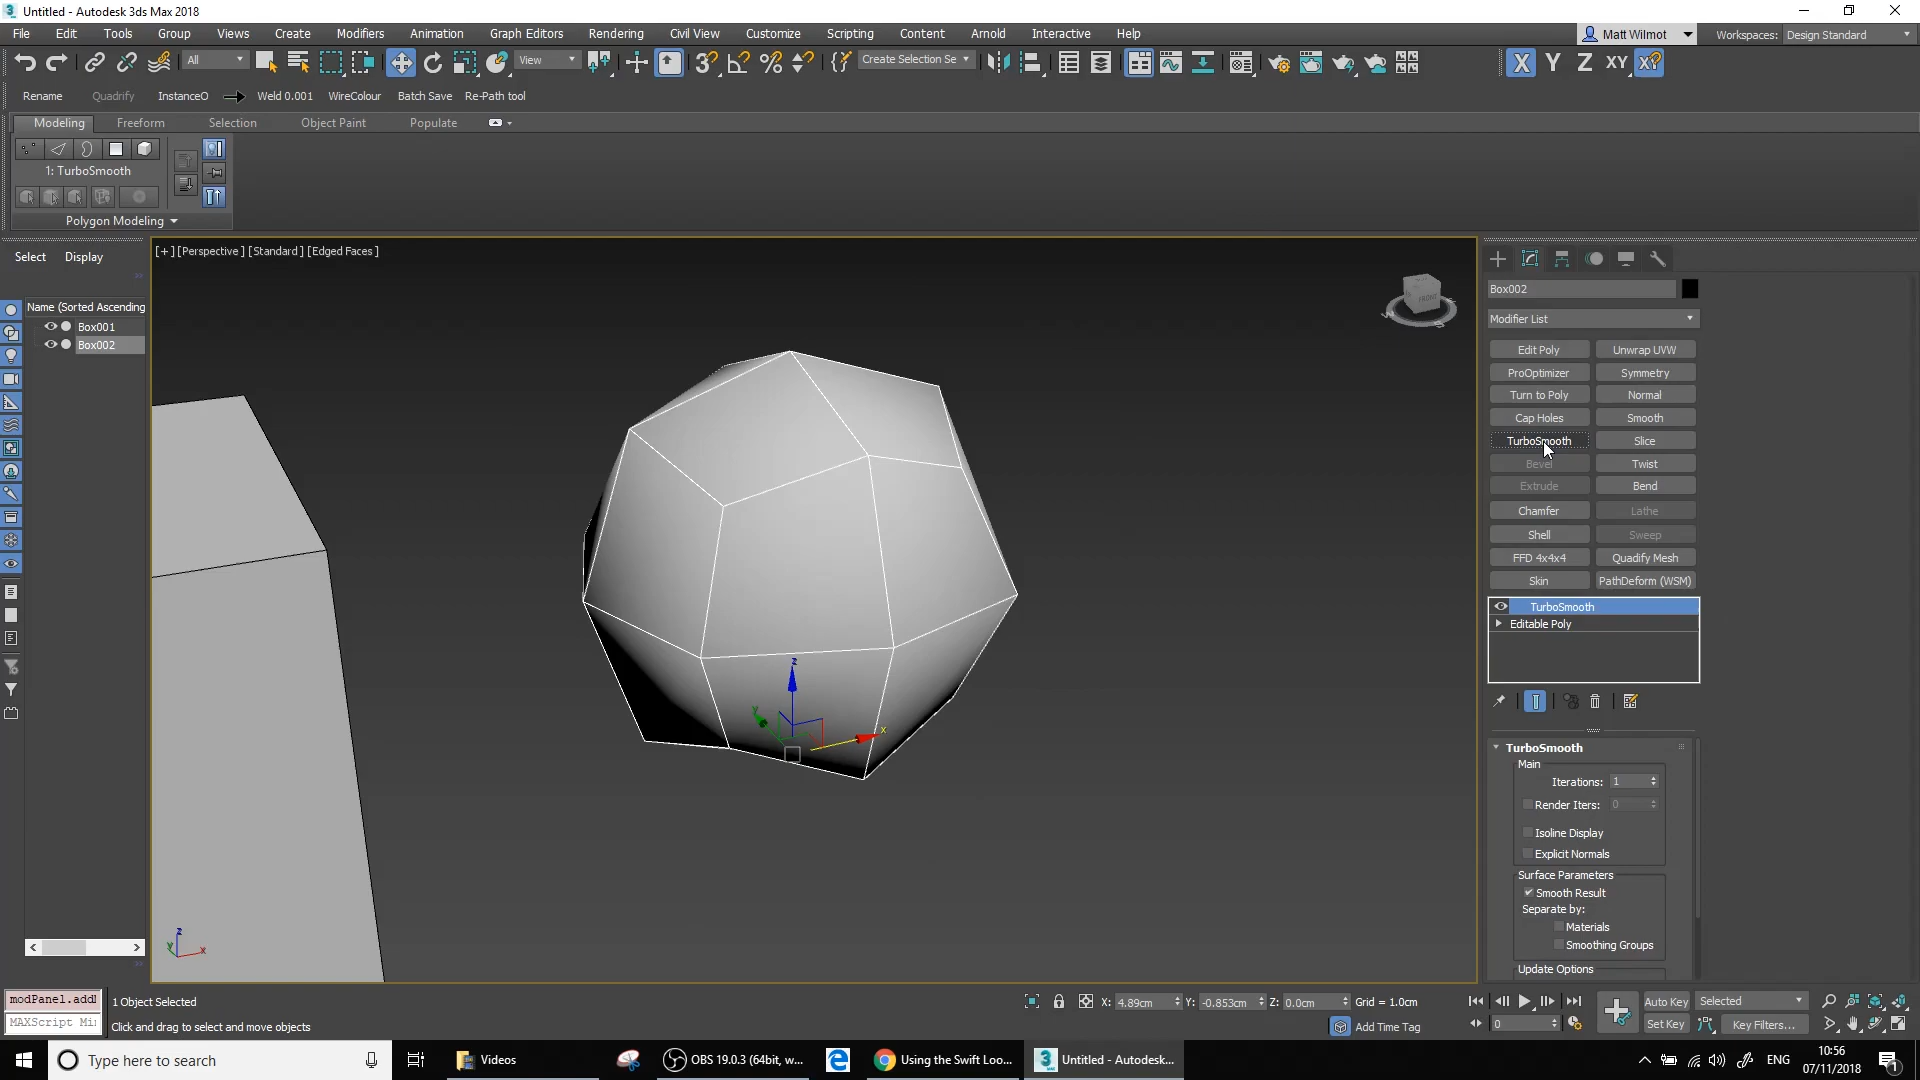 3 Untitled - Autodesk 3ds Max 2018
File Edit Tools Group Views Create Modifiers Animation Graph Editors Rendering Civil View Customize Scripting Content Arnold Interactive Help Matt Wilmot Workspaces: Design Standard
All View Create Selection Se X Y Z XY
Rename Quadrify InstanceO Weld 0.001 WireColour Batch Save Re-Path tool
Modeling Freeform Selection Object Paint Populate
1: TurboSmooth
Polygon Modeling
Select Display
[+] [Perspective ] [Standard ] [Edged Faces ]
Name (Sorted Ascending
Box001
Box002
FRONT
z
y
x
z
y
x
Box002
Modifier List
Edit Poly Unwrap UVW
ProOptimizer Symmetry
Turn to Poly Normal
Cap Holes Smooth
TurboSmooth Slice
Bevel Twist
Extrude Bend
Chamfer Lathe
Shell Sweep
FFD 4x4x4 Quadify Mesh
Skin PathDeform (WSM)
TurboSmooth
Editable Poly
TurboSmooth
Main
Iterations: 1
Render Iters: 0
Isoline Display
Explicit Normals
Surface Parameters
Smooth Result
Separate by:
Materials
Smoothing Groups
Update Options
modPanel.addl 1 Object Selected X: 4.89cm Y: -0.853cm Z: 0.0cm Grid = 1.0cm Auto Key Selected
MAXScript Mi Click and drag to select and move objects Add Time Tag 0 Set Key Key Filters...
Type here to search Videos OBS 19.0.3 (64bit, w... Using the Swift Loo... 3 Untitled - Autodesk... ENG 10:56
07/11/2018 1